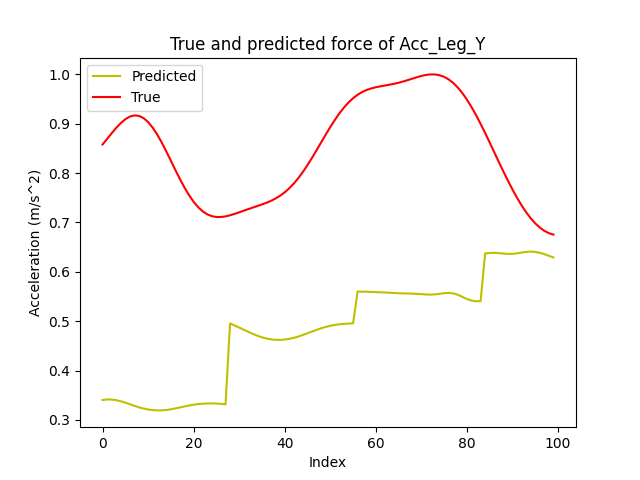 True and predicted force of Acc_Leg_Y
Predicted
True
Acceleration (m/s^2)
1.0
0.9
0.8
0.7
0.6
0.5
0.4
0.3
0
20
40
60
80
100
Index